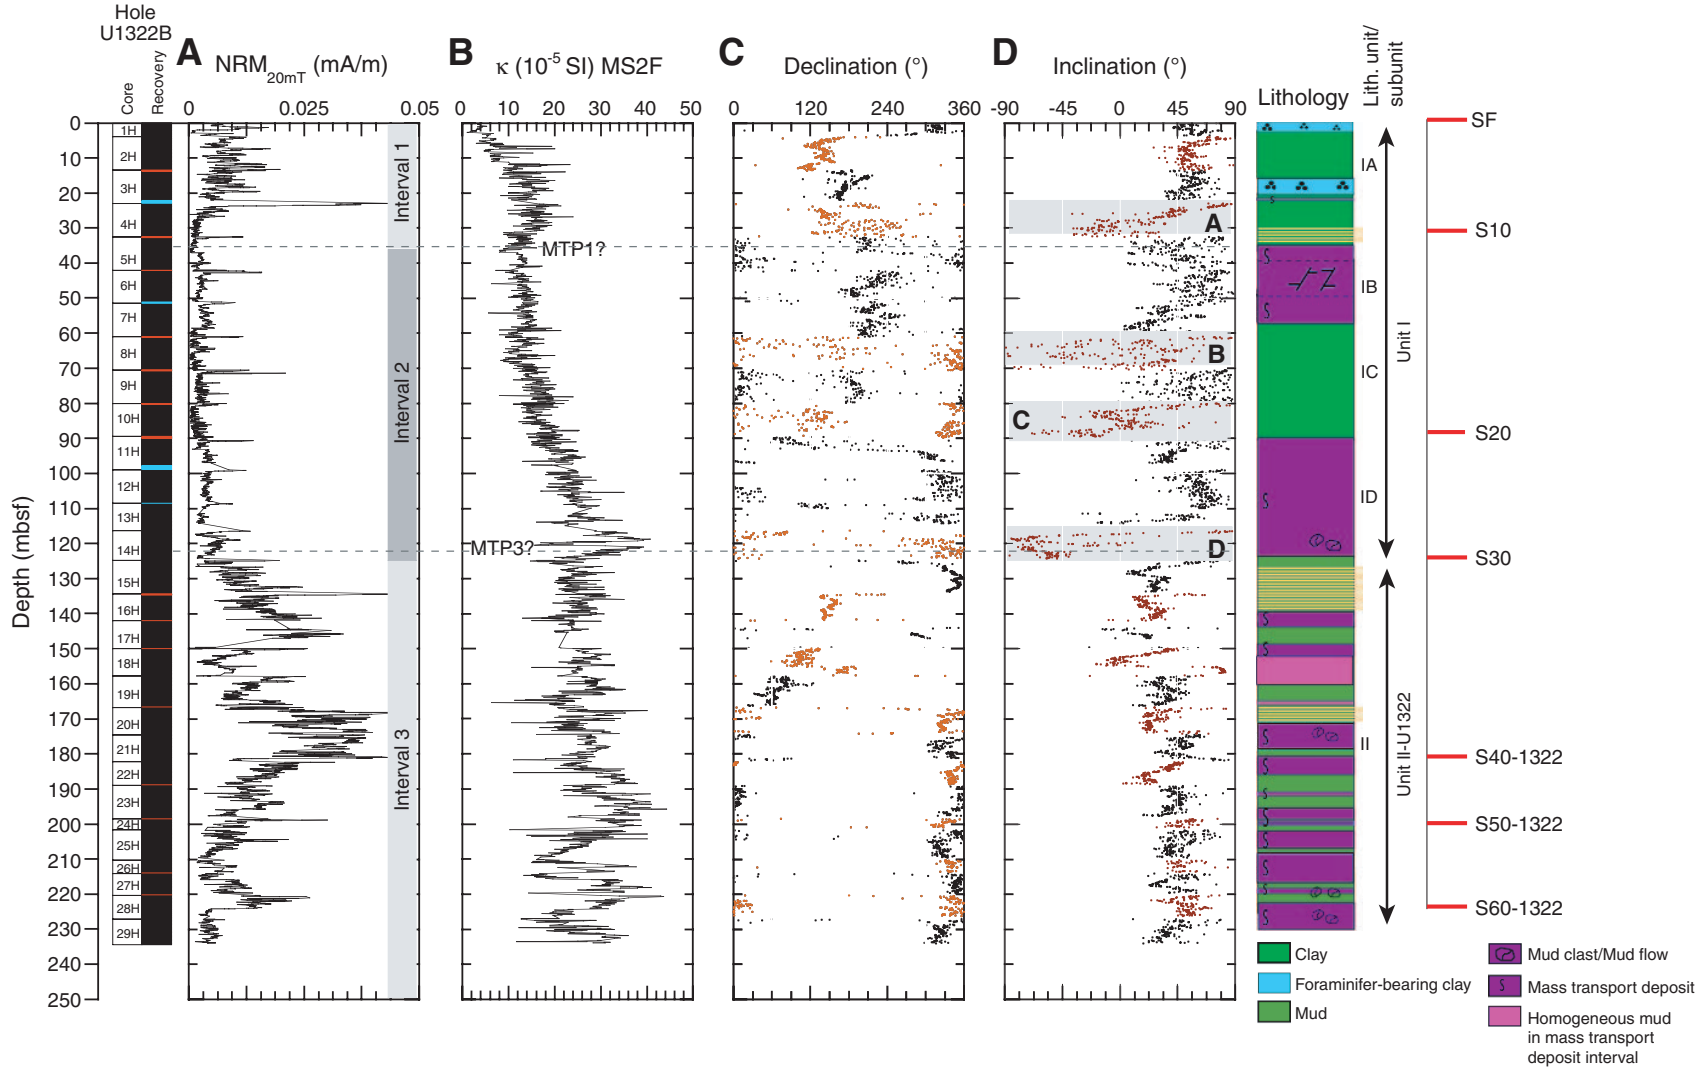 Hole
U1322B
Core
Recovery
A
NRM20mT (mA/m)
B
κ (10-5 SI) MS2F
C
Declination (°)
D
Inclination (°)
Lithology
Lith. unit/
subunit
0 0.025 0.05
0 10 20 30 40 50
0 120 240 360
-90 -45 0 45 90
Depth (mbsf)
0
10
20
30
40
50
60
70
80
90
100
110
120
130
140
150
160
170
180
190
200
210
220
230
240
250
1H
2H
3H
4H
5H
6H
7H
8H
9H
10H
11H
12H
13H
14H
15H
16H
17H
18H
19H
20H
21H
22H
23H
24H
25H
26H
27H
28H
29H
Interval 1
Interval 2
Interval 3
MTP1?
MTP3?
A
B
C
D
S
S
S
S
S
S
S
S
S
S
S
S
S
S
IA
IB
IC
ID
II
Unit I
Unit II-U1322
SF
S10
S20
S30
S40-1322
S50-1322
S60-1322
Clay
Foraminifer-bearing clay
Mud
Mud clast/Mud flow
S Mass transport deposit
Homogeneous mud
in mass transport
deposit interval